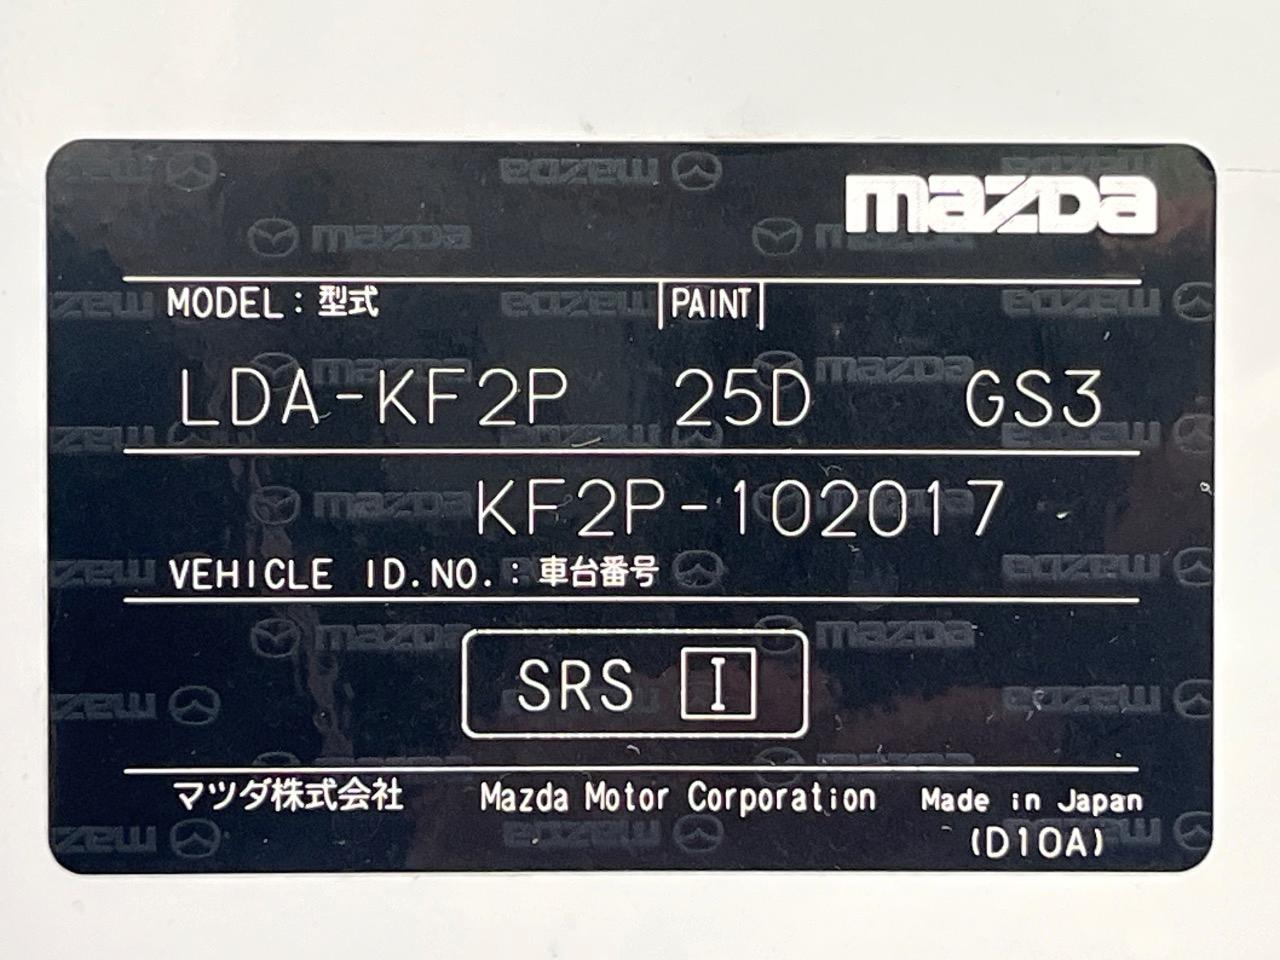 mazda
MODEL : 型式 PAINT
LDA-KF2P 25D GS3
KF2P-102017
VEHICLE ID.NO. : 車台番号
SRS I
マツダ株式会社 Mazda Motor Corporation Made in Japan
(D10A)